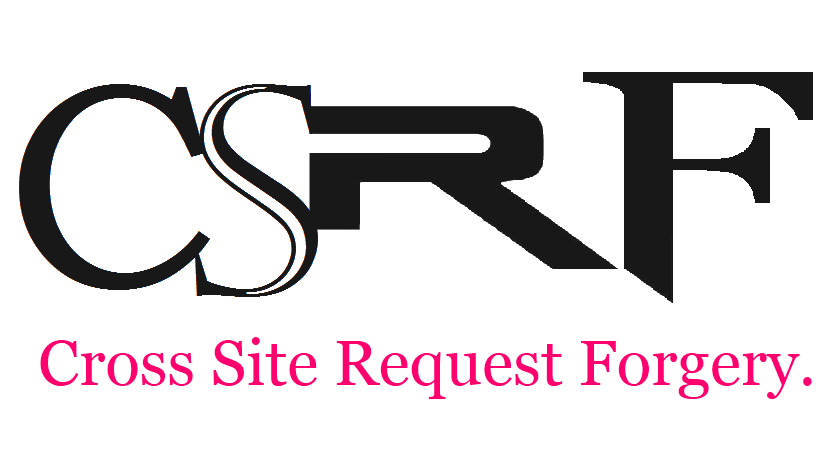 CSRF
Cross Site Request Forgery.